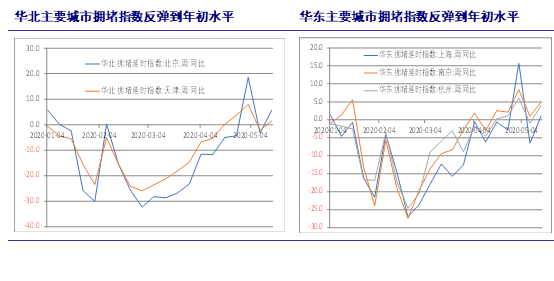 华北主要城市拥堵指数反弹到年初水平
30.0
20.0
10.0
0.0
-10.0
-20.0
-30.0
-40.0
华北 拥堵延时指数:北京:周:同比
华北 拥堵延时指数:天津:周:同比
2020-01-04 2020-02-04 2020-03-04 2020-04-04 2020-05-04
华东主要城市拥堵指数反弹到年初水平
20.0
15.0
10.0
5.0
0.0
-5.0
-10.0
-15.0
-20.0
-25.0
-30.0
华东 拥堵延时指数:上海:周:同比
华东 拥堵延时指数:南京:周:同比
华东 拥堵延时指数:杭州:周:同比
2020-01-04 2020-02-04 2020-03-04 2020-04-04 2020-05-04